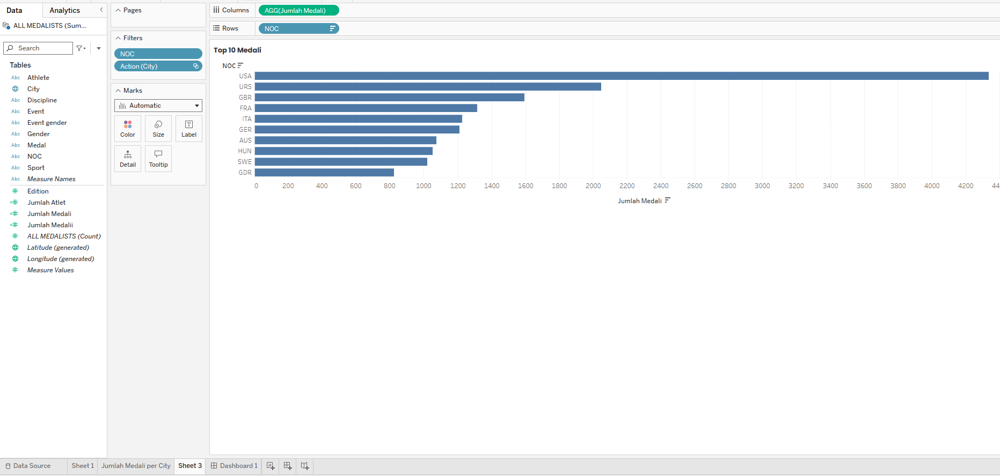 Data
Analytics
ALL MEDALISTS (Sum...
Search
Tables
Abc Athlete
City
Abc Discipline
Abc Event
Abc Event gender
Abc Gender
Abc Medal
Abc NOC
Abc Sport
Abc Measure Names
Edition
Jumlah Atlet
Jumlah Medali
Jumlah Medalii
ALL MEDALISTS (Count)
Latitude (generated)
Longitude (generated)
Measure Values
Pages
Filters
NOC
Action (City)
Marks
Automatic
Color Size Label
Detail Tooltip
Columns AGG(Jumlah Medali)
Rows NOC
Top 10 Medali
NOC
USA
URS
GBR
FRA
ITA
GER
AUS
HUN
SWE
GDR
0 200 400 600 800 1000 1200 1400 1600 1800 2000 2200 2400 2600 2800 3000 3200 3400 3600 3800 4000 4200 44
Jumlah Medali
Data Source Sheet 1 Jumlah Medali per City Sheet 3 Dashboard 1